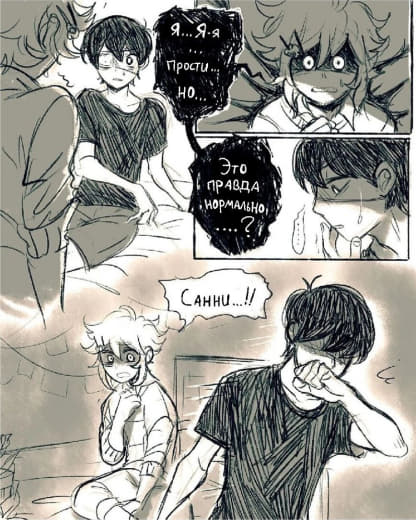 Я... Я-я
...
прости...
но...
Это
правда
нормально
....?
Санни...!!